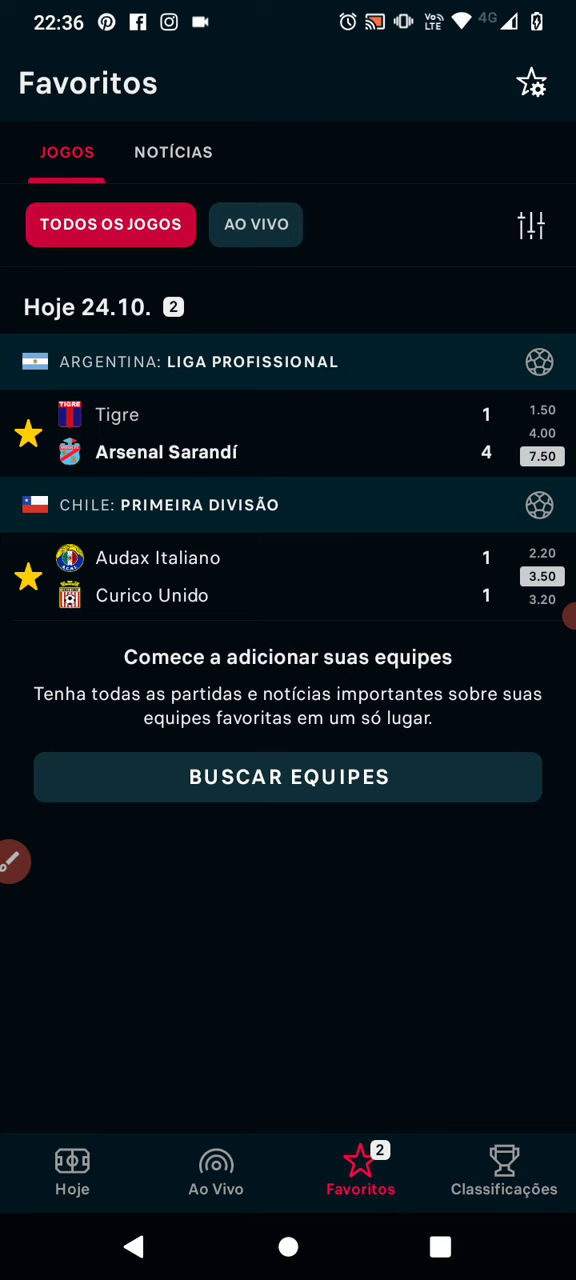 22:36 Vo) LTE 4G
Favoritos
JOGOS NOTÍCIAS
TODOS OS JOGOS AO VIVO
Hoje 24.10. 2
ARGENTINA: LIGA PROFISSIONAL
TIGRE Tigre 1 1.50
4.00
Arsenal Sarandí 4 7.50
CHILE: PRIMEIRA DIVISÃO
Audax Italiano 1 2.20
3.50
Curico Unido 1 3.20
Comece a adicionar suas equipes
Tenha todas as partidas e notícias importantes sobre suas
equipes favoritas em um só lugar.
BUSCAR EQUIPES
2
Hoje Ao Vivo Favoritos Classificações